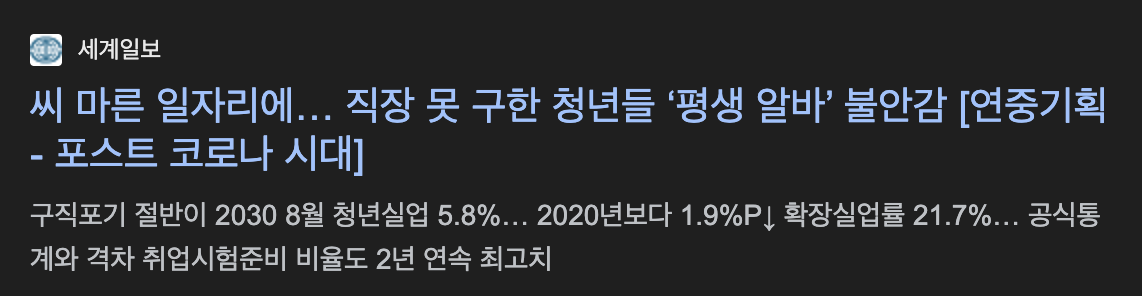 세계일보
씨 마른 일자리에… 직장 못 구한 청년들 ‘평생 알바’ 불안감 [연중기획
- 포스트 코로나 시대]
구직포기 절반이 2030 8월 청년실업 5.8%… 2020년보다 1.9%P↓ 확장실업률 21.7%… 공식통
계와 격차 취업시험준비 비율도 2년 연속 최고치